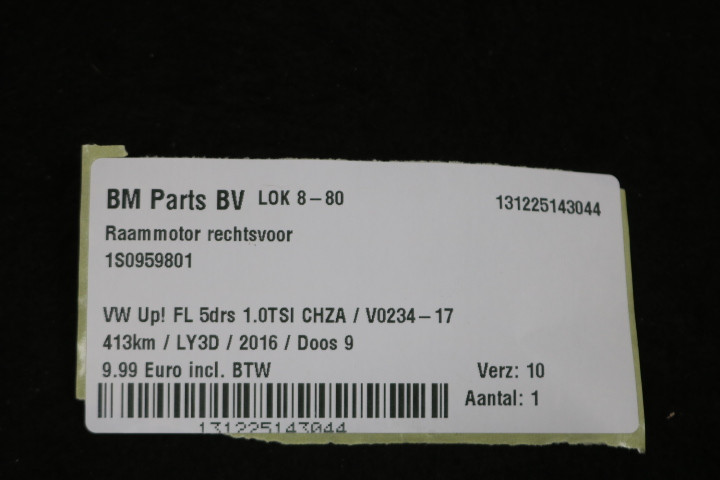 BM Parts BV LOK 8-80 131225143044
Raammotor rechtsvoor
1S0959801
VW Up! FL 5drs 1.0TSI CHZA / V0234-17
413km / LY3D / 2016 / Doos 9
9.99 Euro incl. BTW Verz: 10
Aantal: 1
131225143044